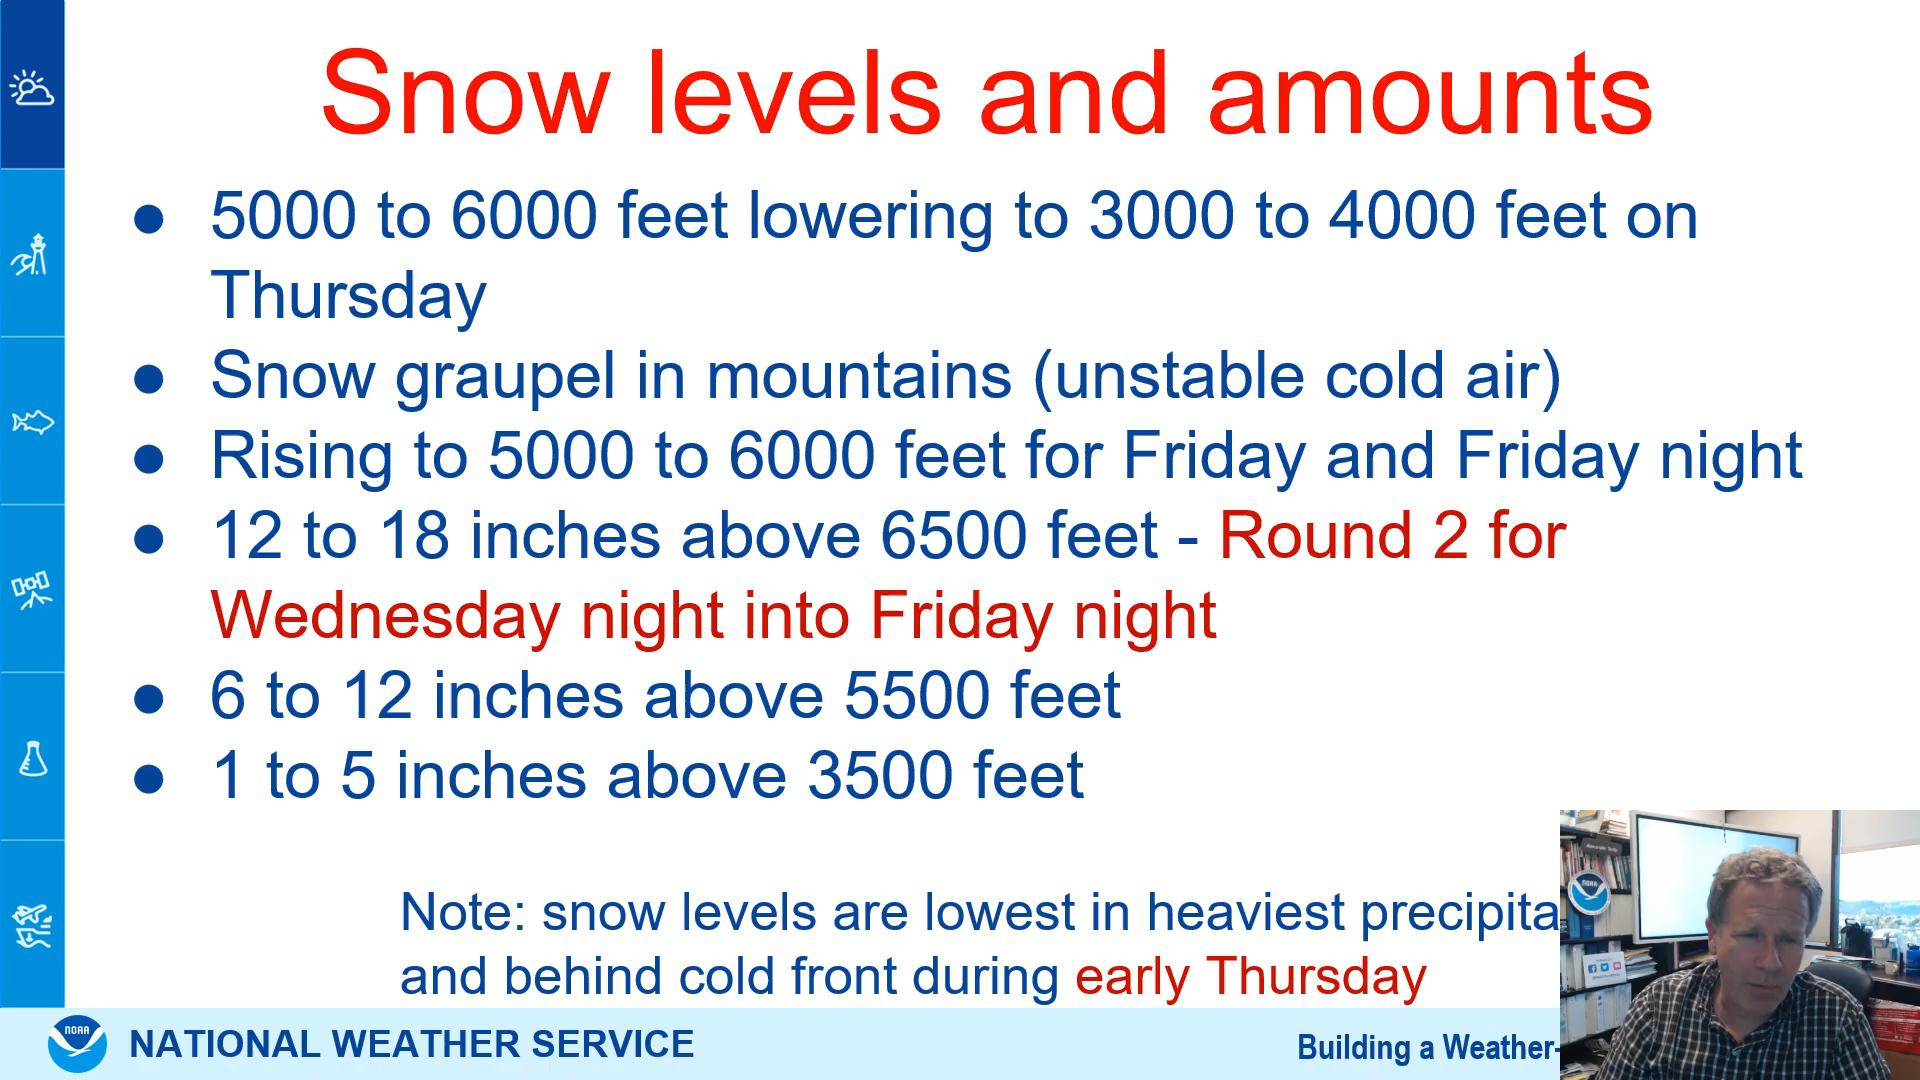 Snow levels and amounts
● 5000 to 6000 feet lowering to 3000 to 4000 feet on
Thursday
● Snow graupel in mountains (unstable cold air)
● Rising to 5000 to 6000 feet for Friday and Friday night
● 12 to 18 inches above 6500 feet - Round 2 for
Wednesday night into Friday night
● 6 to 12 inches above 5500 feet
● 1 to 5 inches above 3500 feet
Note: snow levels are lowest in heaviest precipita
and behind cold front during early Thursday
NOAA
NOAA
NATIONAL WEATHER SERVICE
Building a Weather-